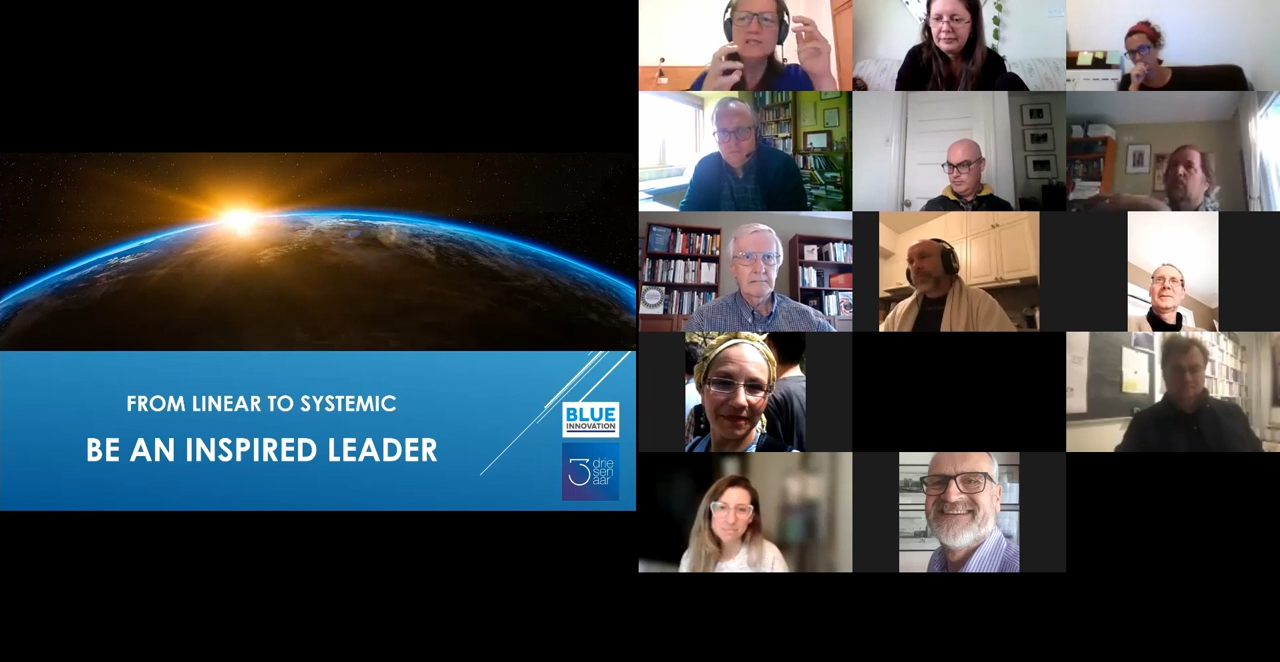 FROM LINEAR TO SYSTEMIC
BE AN INSPIRED LEADER
BLUE
INNOVATION
3
drie
sen
aar